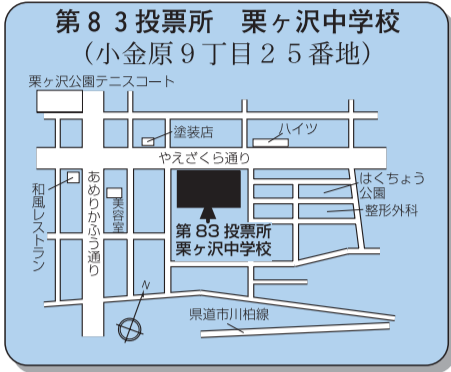 第８３投票所　栗ヶ沢中学校
（小金原９丁目２５番地）
栗ヶ沢公園テニスコート
塗装店
ハイツ
やえざくら通り
はくちょう
公園
整形外科
和風レストラン
あめりかふう通り
美容室
第83投票所
栗ヶ沢中学校
N
県道市川柏線